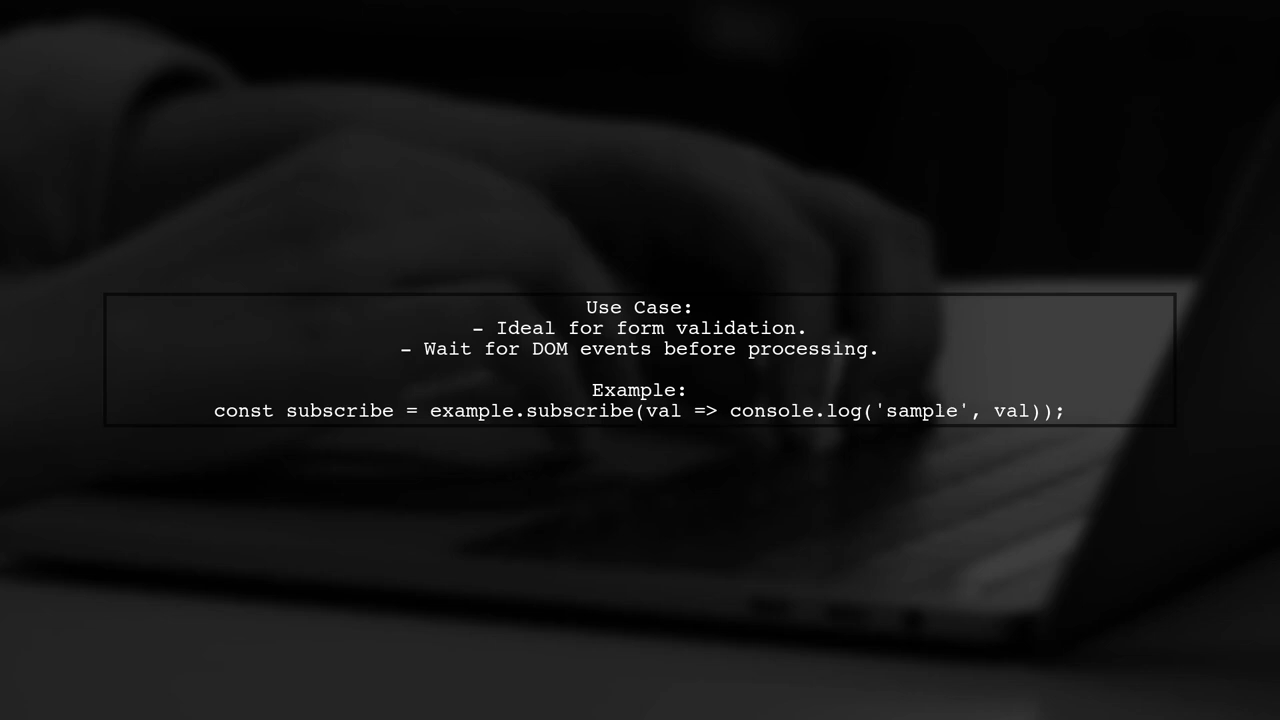 Use Case:
- Ideal for form validation.
- Wait for DOM events before processing.
Example:
const subscribe = example.subscribe(val => console.log('sample', val));